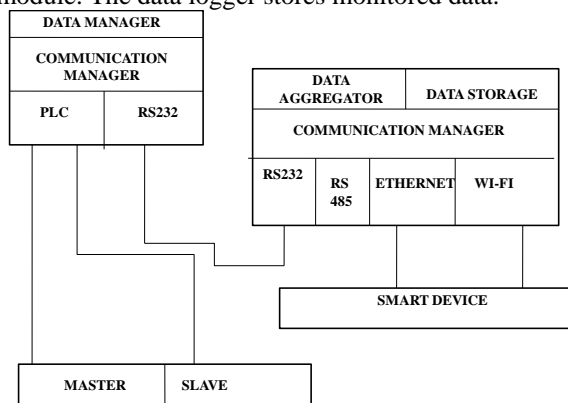 module. The data logger stores monitored data.
DATA MANAGER
COMMUNICATION
MANAGER
PLC
RS232
DATA
AGGREGATOR
DATA STORAGE
COMMUNICATION MANAGER
RS232
RS
485
ETHERNET
WI-FI
SMART DEVICE
MASTER
SLAVE